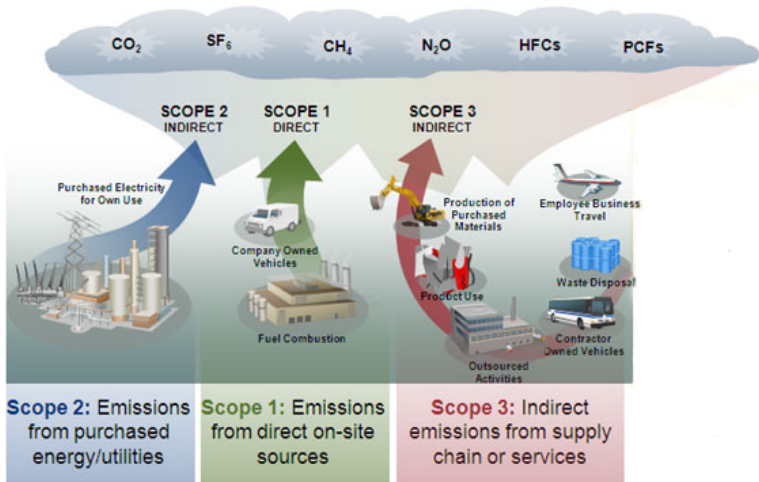 CO₂
SF₆
CH₄
N₂O
HFCs
PCFs
SCOPE 2
INDIRECT
SCOPE 1
DIRECT
SCOPE 3
INDIRECT
Purchased Electricity
for Own Use
Company Owned
Vehicles
Fuel Combustion
Production of
Purchased
Materials
Product Use
Outsourced
Activities
Employee Business
Travel
Waste Disposal
Contractor
Owned Vehicles
Scope 2: Emissions
from purchased
energy/utilities
Scope 1: Emissions
from direct on-site
sources
Scope 3: Indirect
emissions from supply
chain or services